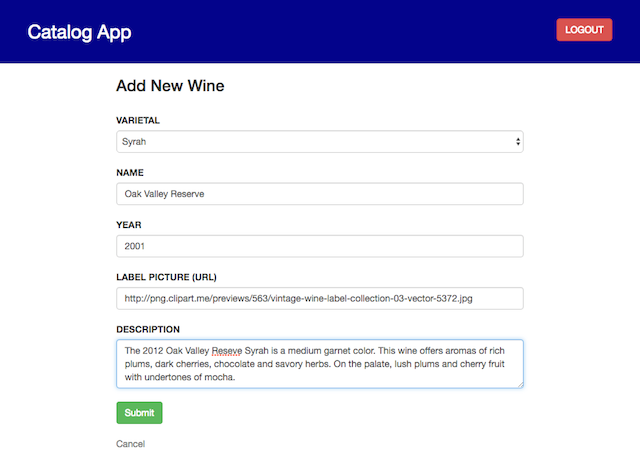 Catalog App
LOGOUT
Add New Wine
VARIETAL
Syrah
NAME
Oak Valley Reserve
YEAR
2001
LABEL PICTURE (URL)
http://png.clipart.me/previews/563/vintage-wine-label-collection-03-vector-5372.jpg
DESCRIPTION
The 2012 Oak Valley Reseve Syrah is a medium garnet color. This wine offers aromas of rich
plums, dark cherries, chocolate and savory herbs. On the palate, lush plums and cherry fruit
with undertones of mocha.
Submit
Cancel